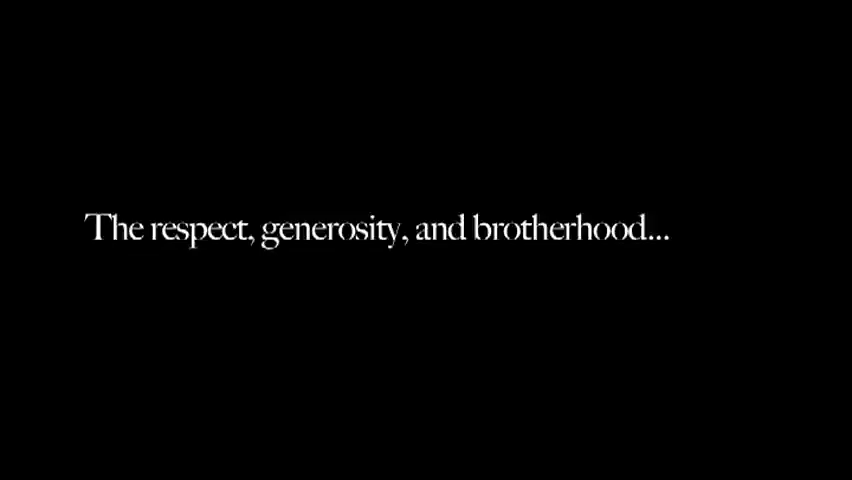 The respect, generosity, and brotherhood...